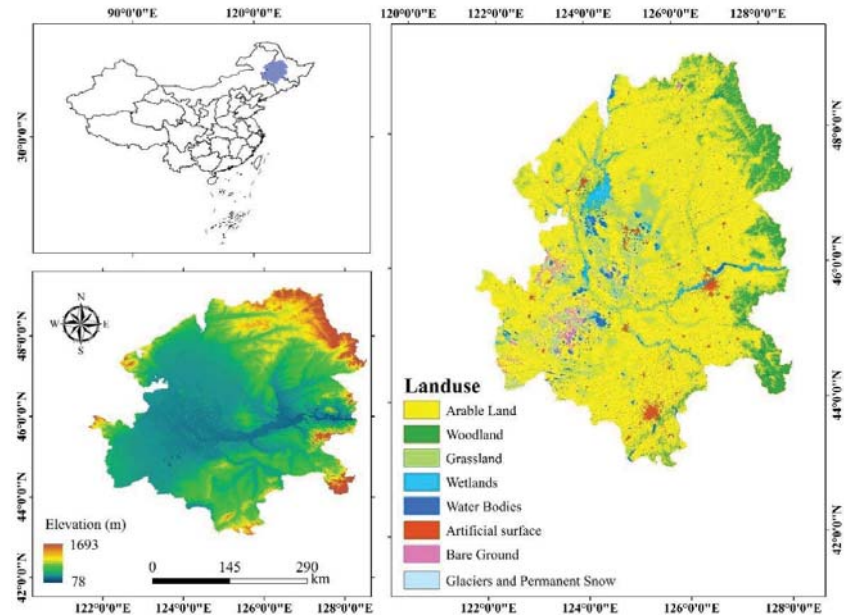 90°0'0"E 120°0'0"E
30°0'0"N
N
W E
S
48°0'0"N
46°0'0"N
44°0'0"N
42°0'0"N
Elevation (m)
1693
78
0 145 290
km
122°0'0"E 124°0'0"E 126°0'0"E 128°0'0"E
120°0'0"E 122°0'0"E 124°0'0"E 126°0'0"E 128°0'0"E
48°0'0"N
46°0'0"N
44°0'0"N
42°0'0"N
Landuse
Arable Land
Woodland
Grassland
Wetlands
Water Bodies
Artificial surface
Bare Ground
Glaciers and Permanent Snow
122°0'0"E 124°0'0"E 126°0'0"E 128°0'0"E